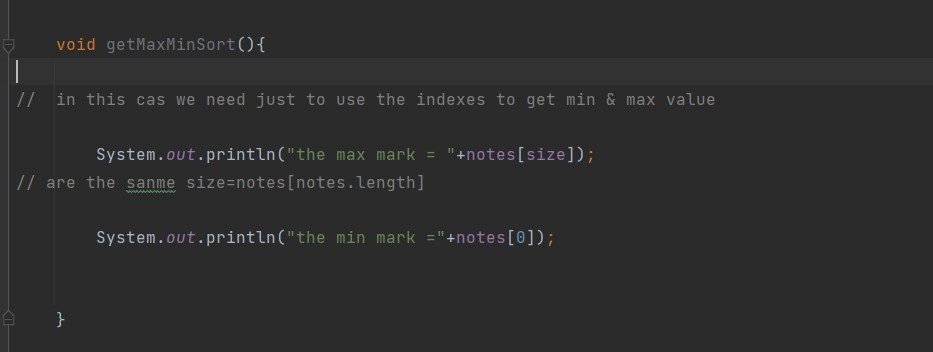 void getMaxMinSort(){
//  in this cas we need just to use the indexes to get min & max value
System.out.println("the max mark = "+notes[size]);
// are the sanme size=notes[notes.length]
System.out.println("the min mark ="+notes[0]);
}